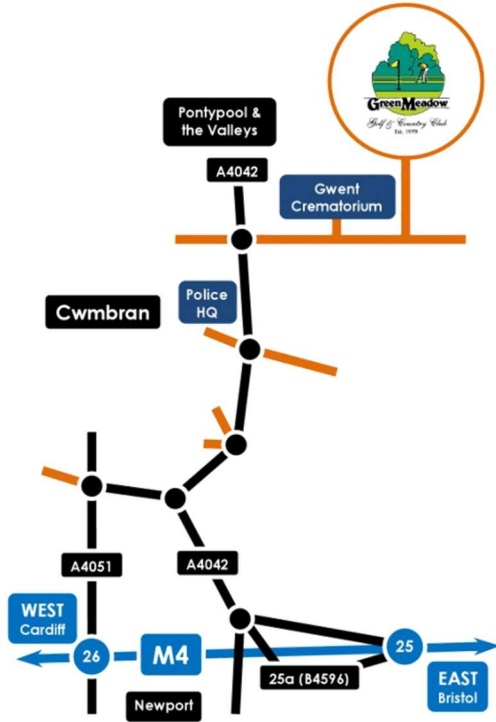 GreenMeadow
Golf & Country Club
Est. 1979
Pontypool &
the Valleys
A4042
Gwent
Crematorium
Police
HQ
Cwmbran
A4051
A4042
WEST
Cardiff
26
M4
25
25a (B4596)
EAST
Bristol
Newport